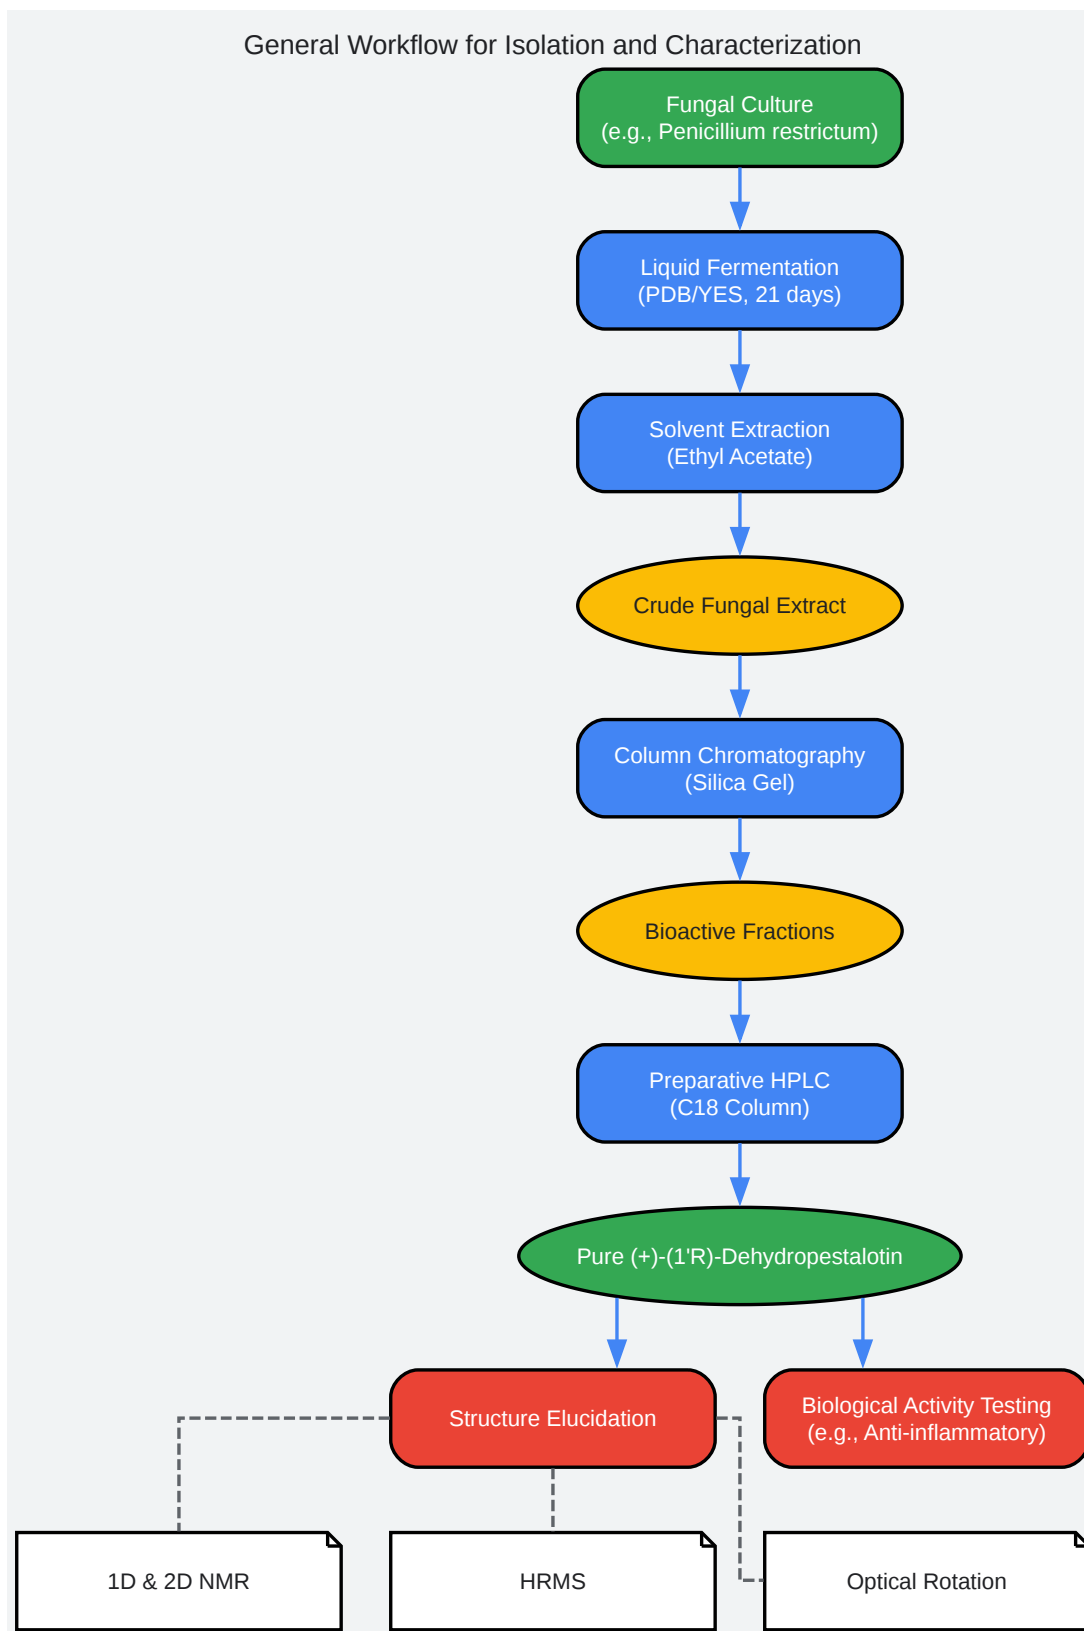 General Workflow for Isolation and Characterization
Fungal Culture
(e.g., Penicillium restrictum)
Liquid Fermentation
(PDB/YES, 21 days)
Solvent Extraction
(Ethyl Acetate)
Crude Fungal Extract
Column Chromatography
(Silica Gel)
Bioactive Fractions
Preparative HPLC
(C18 Column)
Pure (+)-(1'R)-Dehydropestalotin
Structure Elucidation
Biological Activity Testing
(e.g., Anti-inflammatory)
1D & 2D NMR
HRMS
Optical Rotation